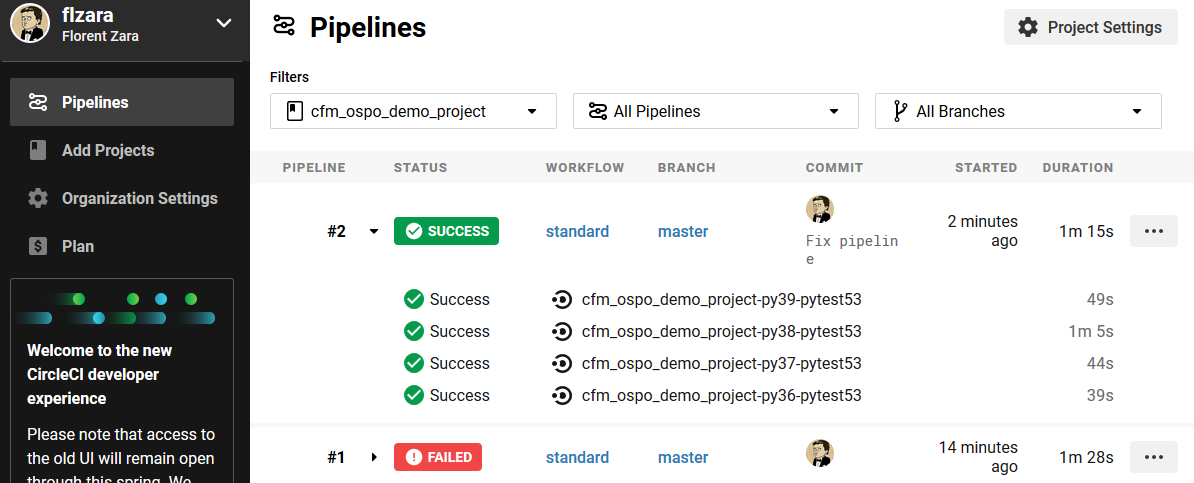 flzara
Florent Zara
Pipelines
Add Projects
Organization Settings
Plan
Welcome to the new
CircleCI developer
experience
Please note that access to
the old UI will remain open
through this spring. We
Pipelines
Project Settings
Filters
cfm_ospo_demo_project
All Pipelines
All Branches
PIPELINE STATUS WORKFLOW BRANCH COMMIT STARTED DURATION
#2 SUCCESS standard master Fix pipelin
e 2 minutes
ago 1m 15s
Success cfm_ospo_demo_project-py39-pytest53 49s
Success cfm_ospo_demo_project-py38-pytest53 1m 5s
Success cfm_ospo_demo_project-py37-pytest53 44s
Success cfm_ospo_demo_project-py36-pytest53 39s
#1 FAILED standard master 14 minutes
ago 1m 28s